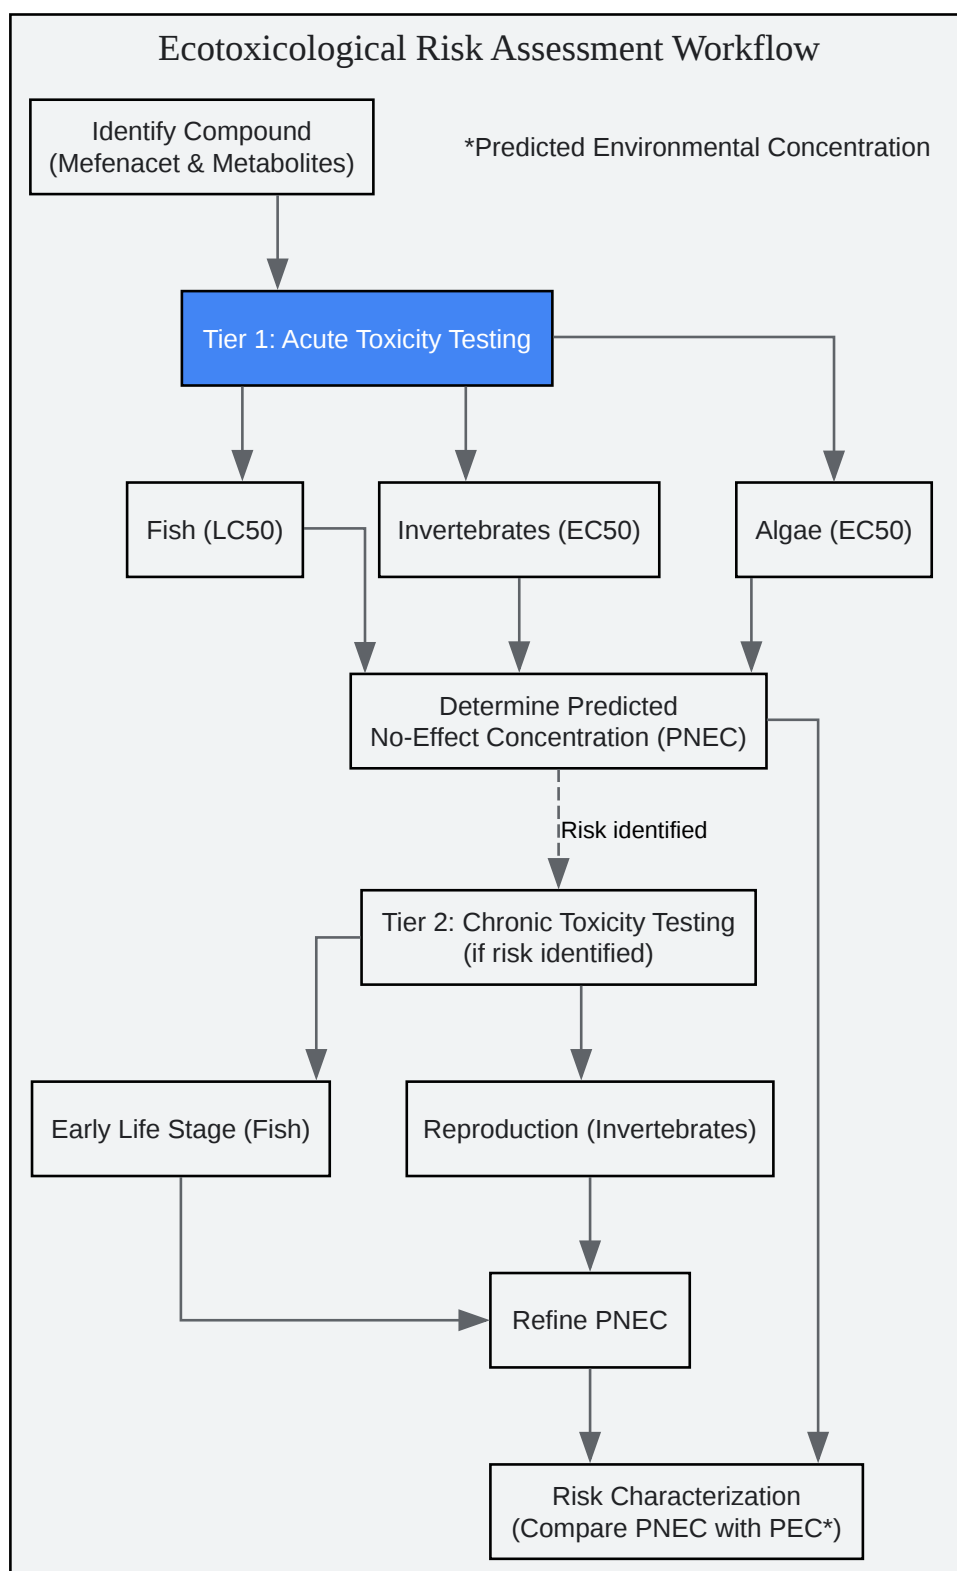 Ecotoxicological Risk Assessment Workflow
Identify Compound
(Mefenacet & Metabolites)
*Predicted Environmental Concentration
Tier 1: Acute Toxicity Testing
Fish (LC50)
Invertebrates (EC50)
Algae (EC50)
Determine Predicted
No-Effect Concentration (PNEC)
Risk identified
Tier 2: Chronic Toxicity Testing
(if risk identified)
Early Life Stage (Fish)
Reproduction (Invertebrates)
Refine PNEC
Risk Characterization
(Compare PNEC with PEC*)